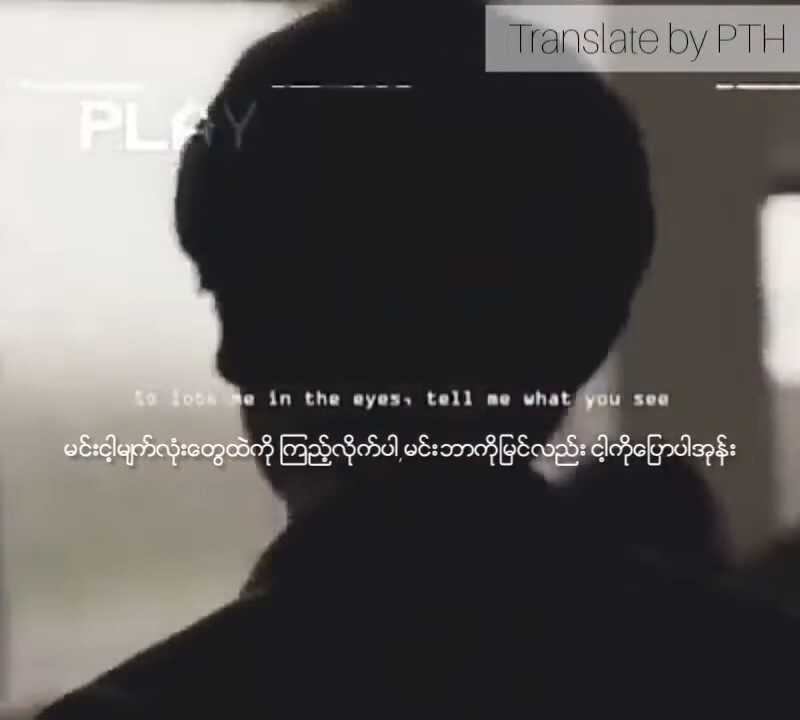 Translate by PTH
PLAY
So look me in the eyes, tell me what you see
မင်းငါ့မျက်လုံးတွေထဲကို ကြည့်လိုက်ပါ,မင်းဘာကိုမြင်လည်း ငါ့ကိုပြောပါအုန်း